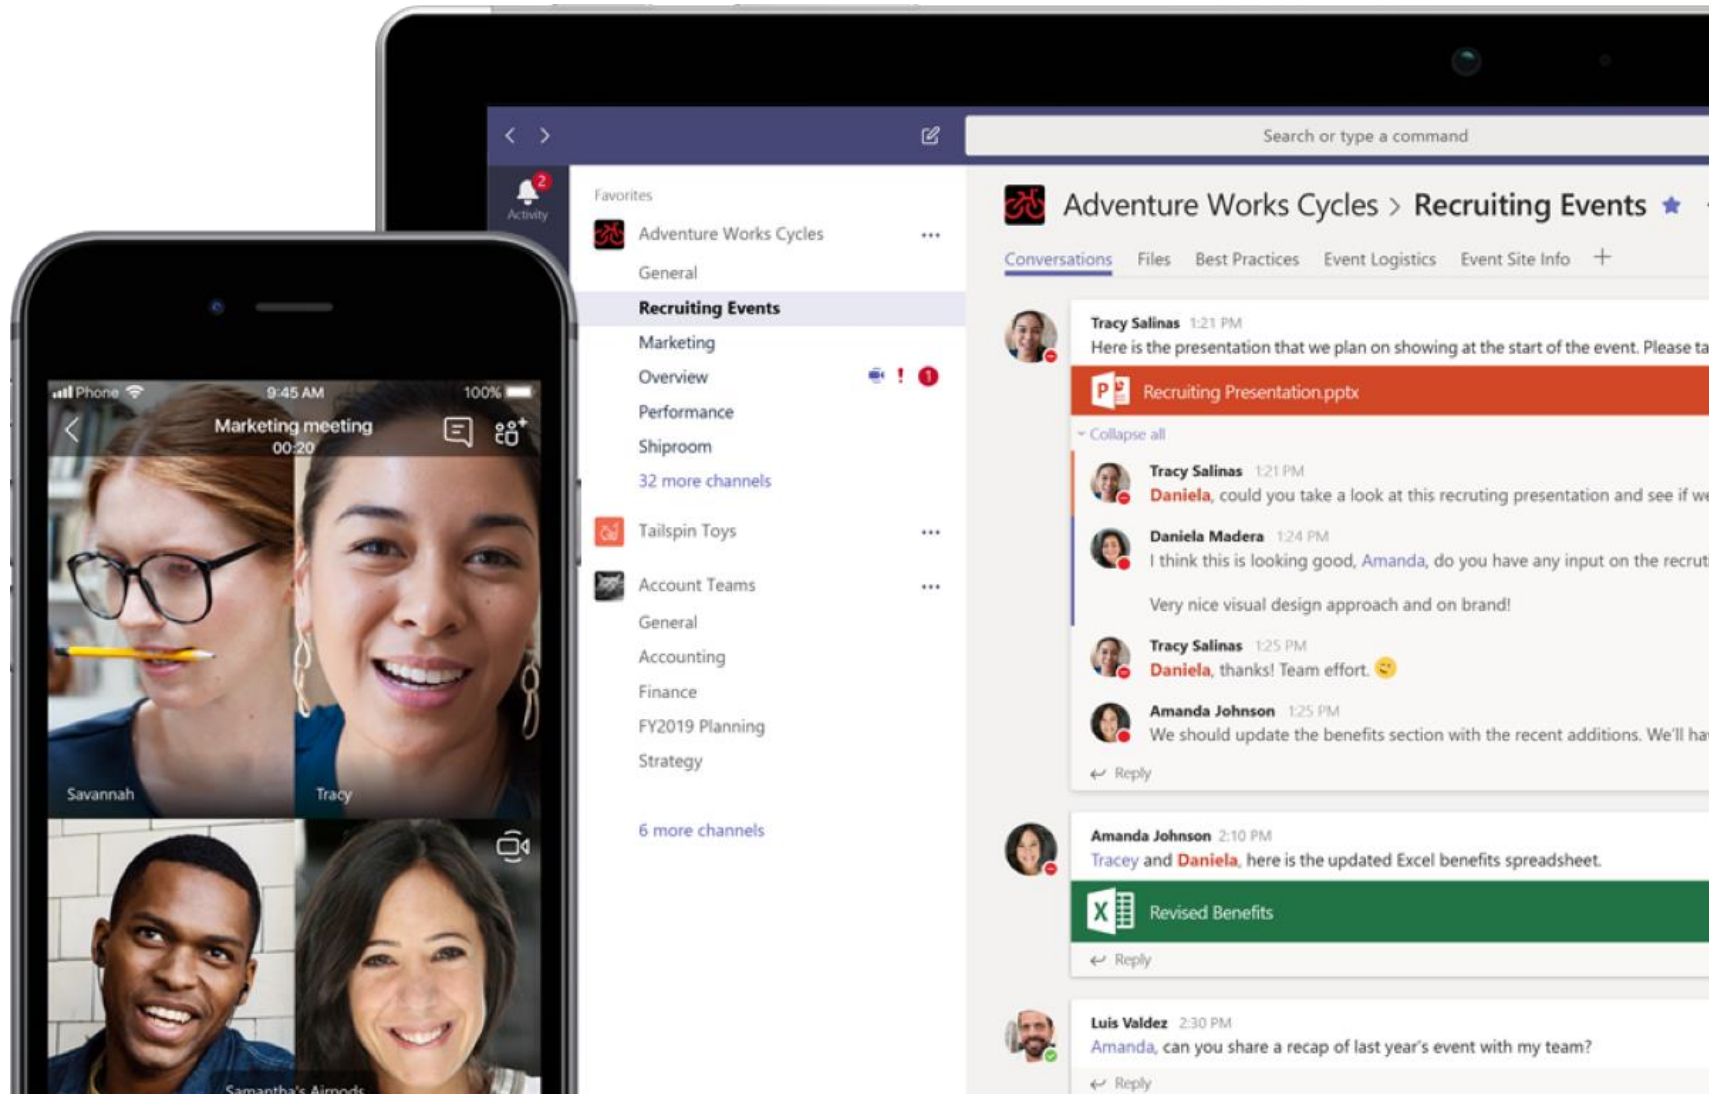 Search or type a command
2
Activity
Favorites
Adventure Works Cycles
General
Recruiting Events
Marketing
Overview
1
Performance
Shiproom
32 more channels
Tailspin Toys
Account Teams
General
Accounting
Finance
FY2019 Planning
Strategy
6 more channels
Adventure Works Cycles > Recruiting Events
Conversations Files Best Practices Event Logistics Event Site Info +
Tracy Salinas 1:21 PM
Here is the presentation that we plan on showing at the start of the event. Please ta
Recruiting Presentation.pptx
Collapse all
Tracy Salinas 1:21 PM
Daniela, could you take a look at this recruting presentation and see if we
Daniela Madera 1:24 PM
I think this is looking good, Amanda, do you have any input on the recruti
Very nice visual design approach and on brand!
Tracy Salinas 1:25 PM
Daniela, thanks! Team effort.
Amanda Johnson 1:25 PM
We should update the benefits section with the recent additions. We'll ha
Reply
Amanda Johnson 2:10 PM
Tracey and Daniela, here is the updated Excel benefits spreadsheet.
Revised Benefits
Reply
Luis Valdez 2:30 PM
Amanda, can you share a recap of last year's event with my team?
Reply
Phone 9:45 AM 100%
Marketing meeting
00:20
Savannah
Tracy
Samantha's Airpods